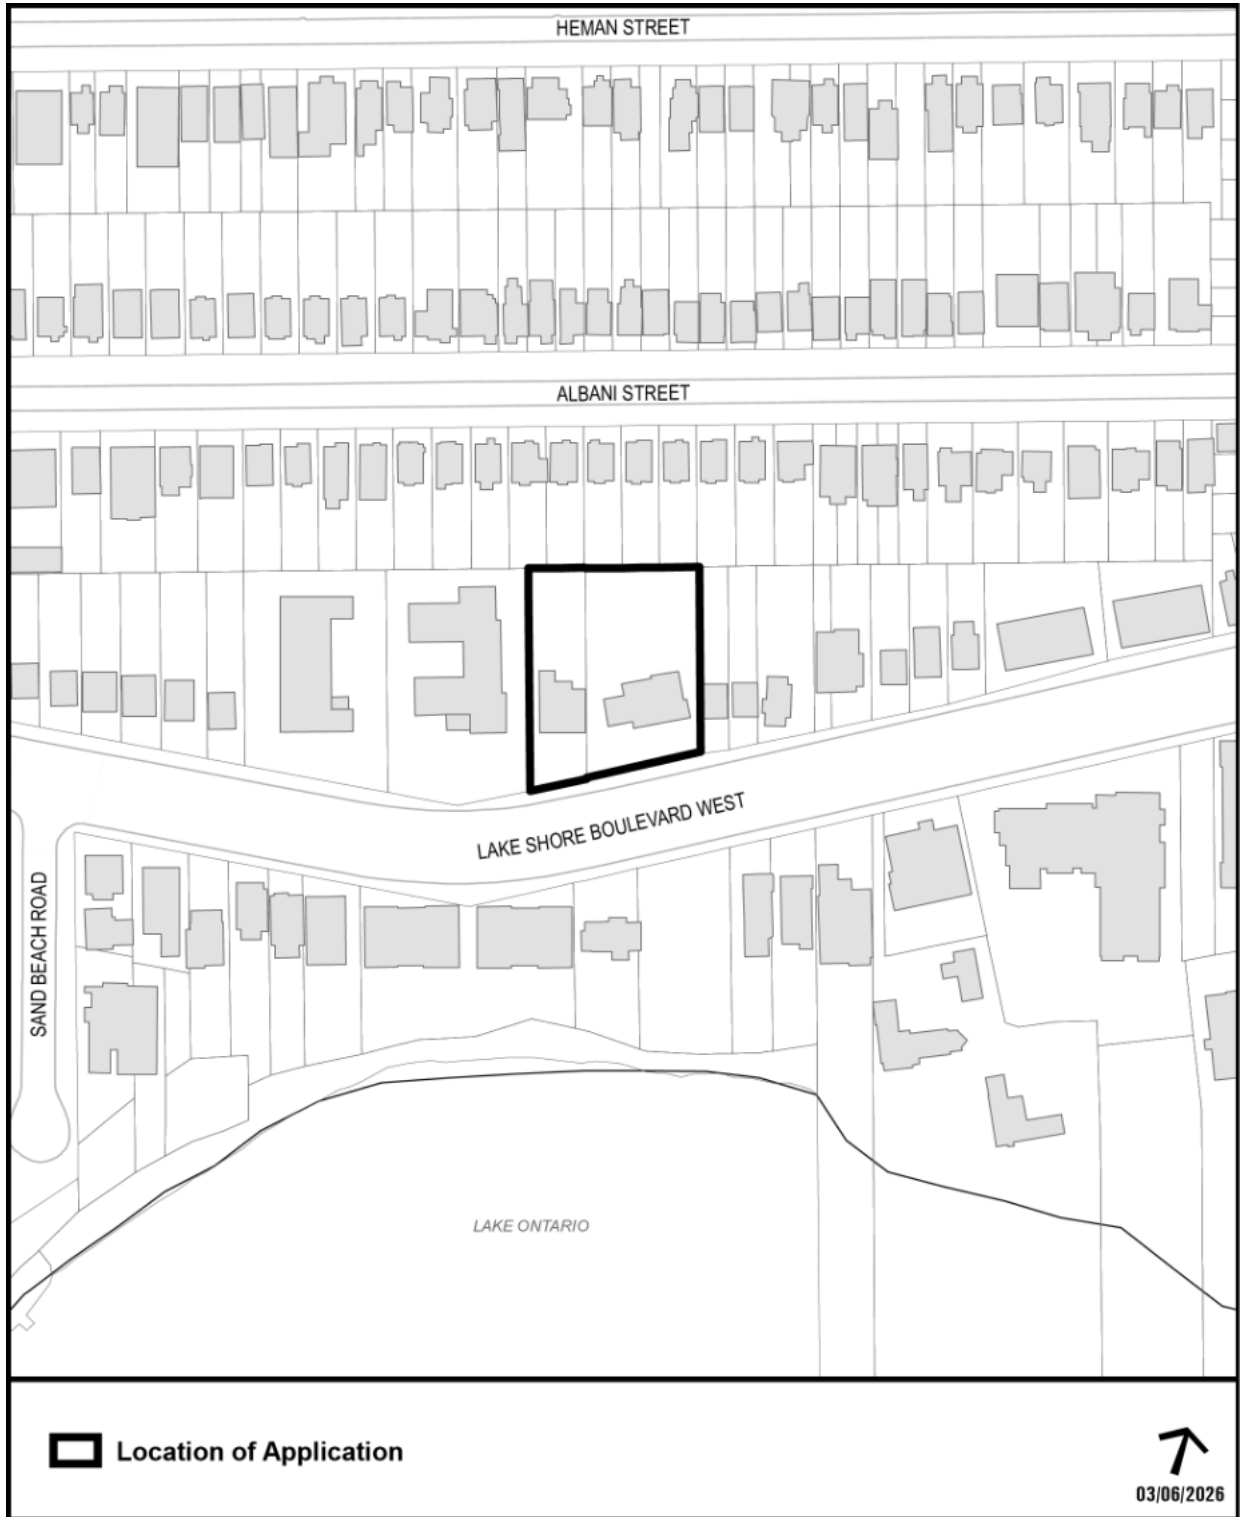 HEMAN STREET
ALBANI STREET
LAKE SHORE BOULEVARD WEST
SAND BEACH ROAD
LAKE ONTARIO
Location of Application
03/06/2026